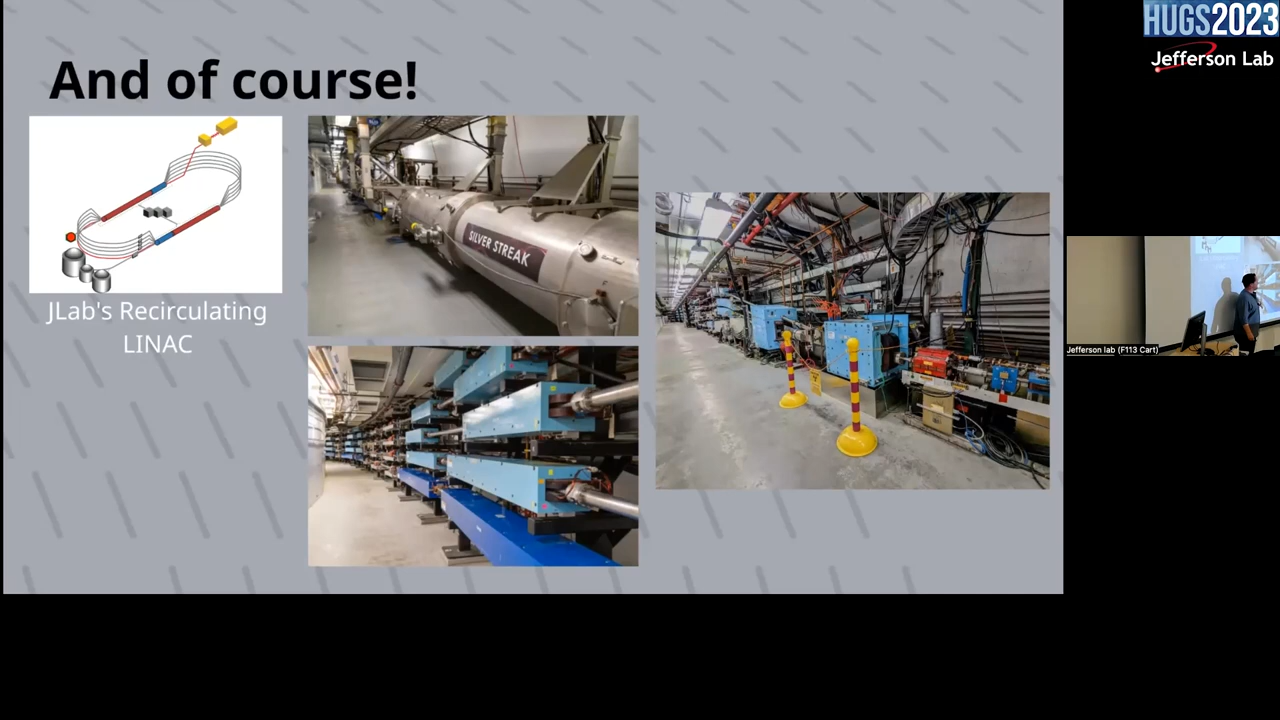 And of course!
JLab's Recirculating
LINAC
SILVER STREAK
HUGS2023
Jefferson Lab
Jefferson lab (F113 Cart)